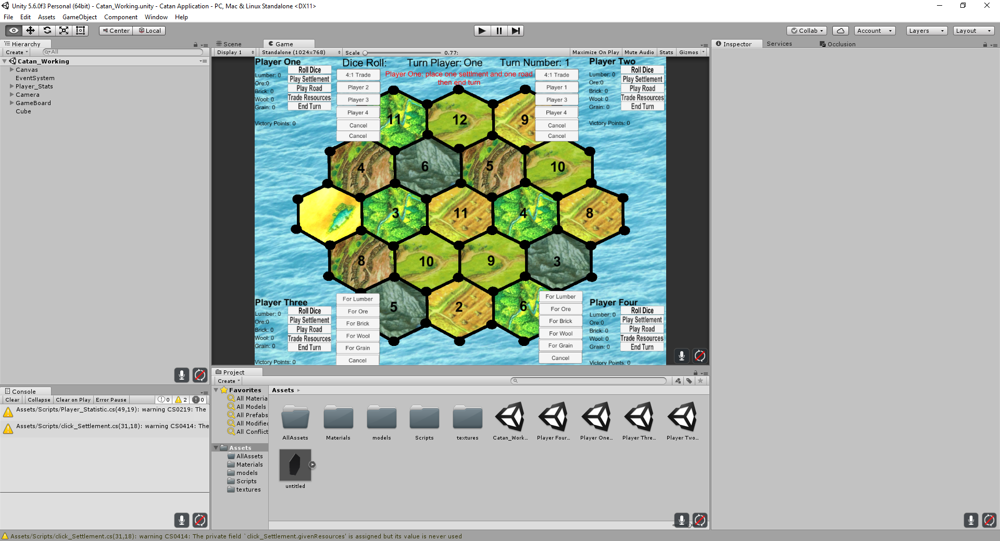 Unity 5.6.0f3 Personal (64bit) - Catan_Working.unity - Catan Application - PC, Mac & Linux Standalone <DX11>
File Edit Assets GameObject Component Window Help
Center Local
Collab Account Layers Layout
Hierarchy
Create All
Catan_Working
Canvas
EventSystem
Player_Stats
Camera
GameBoard
Cube
Scene Game
Display 1 Standalone (1024x768) Scale 0.77: Maximize On Play Mute Audio Stats Gizmos
Dice Roll: Turn Player: One Turn Number: 1
Player One: place one settlment and one road
then end turn
Player One
Lumber: 0
Ore:0
Brick: 0
Wool: 0
Grain: 0
Victory Points: 0
Roll Dice
Play Settlement
Play Road
Trade Resources
End Turn
4:1 Trade
Player 2
Player 3
Player 4
Cancel
Cancel
4:1 Trade
Player 1
Player 3
Player 4
Cancel
Cancel
Player Two
Lumber: 0
Ore:0
Brick: 0
Wool: 0
Grain: 0
Victory Points: 0
Roll Dice
Play Settlement
Play Road
Trade Resources
End Turn
11 12 9
4 6 5 10
3 11 4 8
8 10 9 3
5 2 6
Player Three
Lumber: 0
Ore:0
Brick: 0
Wool: 0
Grain: 0
Victory Points: 0
Roll Dice
Play Settlement
Play Road
Trade Resources
End Turn
For Lumber
For Ore
For Brick
For Wool
For Grain
Cancel
For Lumber
For Ore
For Brick
For Wool
For Grain
Cancel
Player Four
Lumber: 0
Ore:0
Brick: 0
Wool: 0
Grain: 0
Victory Points: 0
Roll Dice
Play Settlement
Play Road
Trade Resources
End Turn
Inspector Services Occlusion
Console
Clear Collapse Clear on Play Error Pause 0 2 0
Assets/Scripts/Player_Statistic.cs(49,19): warning CS0219: The
Assets/Scripts/click_Settlement.cs(31,18): warning CS0414: The
Project
Create
Favorites
All Materia
All Models
All Prefabs
All Modified
All Conflict
Assets
AllAssets
Materials
models
Scripts
textures
Assets
AllAssets Materials models Scripts textures Catan_Work... Player Four... Player One... Player Thre... Player Two...
untitled
Assets/Scripts/click_Settlement.cs(31,18): warning CS0414: The private field `click_Settlement.givenResources' is assigned but its value is never used